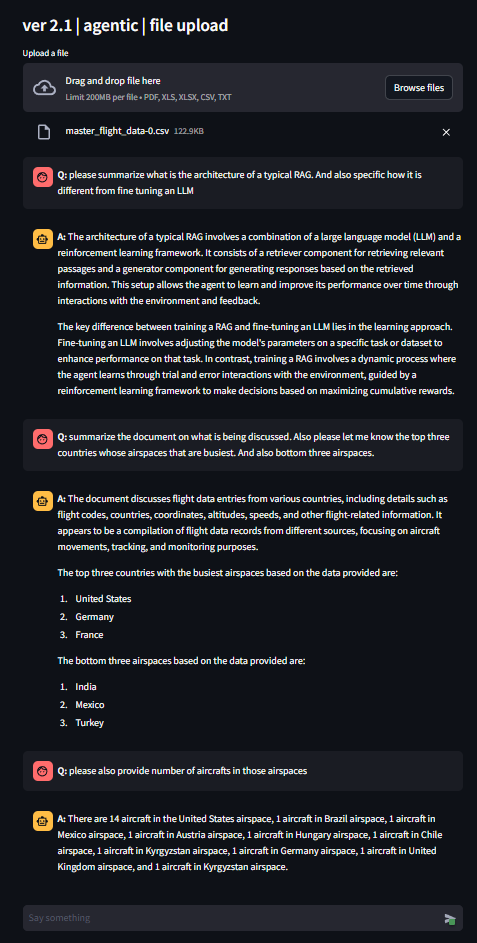 ver 2.1 | agentic | file upload
Upload a file
Drag and drop file here
Limit 200MB per file • PDF, XLS, XLSX, CSV, TXT
Browse files
master_flight_data-0.csv 122.9KB
Q: please summarize what is the architecture of a typical RAG. And also specific how it is
different from fine tuning an LLM
A: The architecture of a typical RAG involves a combination of a large language model (LLM) and a
reinforcement learning framework. It consists of a retriever component for retrieving relevant
passages and a generator component for generating responses based on the retrieved
information. This setup allows the agent to learn and improve its performance over time through
interactions with the environment and feedback.
The key difference between training a RAG and fine-tuning an LLM lies in the learning approach.
Fine-tuning an LLM involves adjusting the model's parameters on a specific task or dataset to
enhance performance on that task. In contrast, training a RAG involves a dynamic process where
the agent learns through trial and error interactions with the environment, guided by a
reinforcement learning framework to make decisions based on maximizing cumulative rewards.
Q: summarize the document on what is being discussed. Also please let me know the top three
countries whose airspaces that are busiest. And also bottom three airspaces.
A: The document discusses flight data entries from various countries, including details such as
flight codes, countries, coordinates, altitudes, speeds, and other flight-related information. It
appears to be a compilation of flight data records from different sources, focusing on aircraft
movements, tracking, and monitoring purposes.
The top three countries with the busiest airspaces based on the data provided are:
1. United States
2. Germany
3. France
The bottom three airspaces based on the data provided are:
1. India
2. Mexico
3. Turkey
Q: please also provide number of aircrafts in those airspaces
A: There are 14 aircraft in the United States airspace, 1 aircraft in Brazil airspace, 1 aircraft in
Mexico airspace, 1 aircraft in Austria airspace, 1 aircraft in Hungary airspace, 1 aircraft in Chile
airspace, 1 aircraft in Kyrgyzstan airspace, 1 aircraft in Germany airspace, 1 aircraft in United
Kingdom airspace, and 1 aircraft in Kyrgyzstan airspace.
Say something